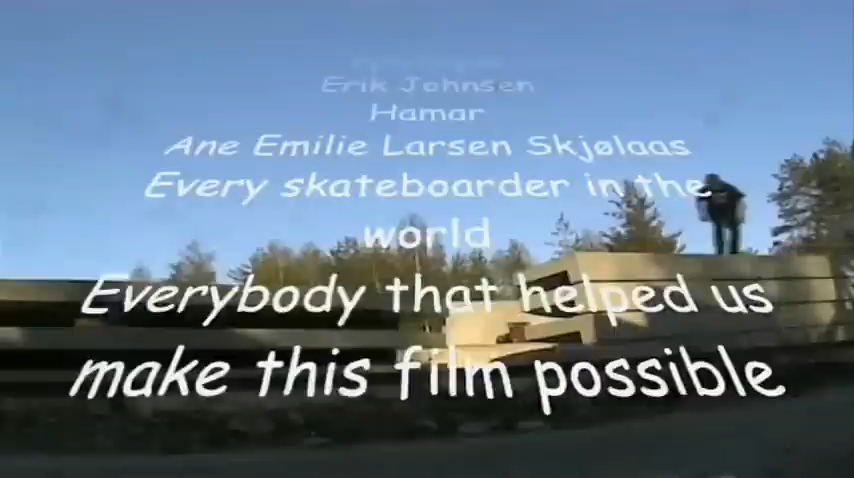 Erik Johnsen
Hamar
Ane Emilie Larsen Skjølaas
Every skateboarder in the
world
Everybody that helped us
make this film possible